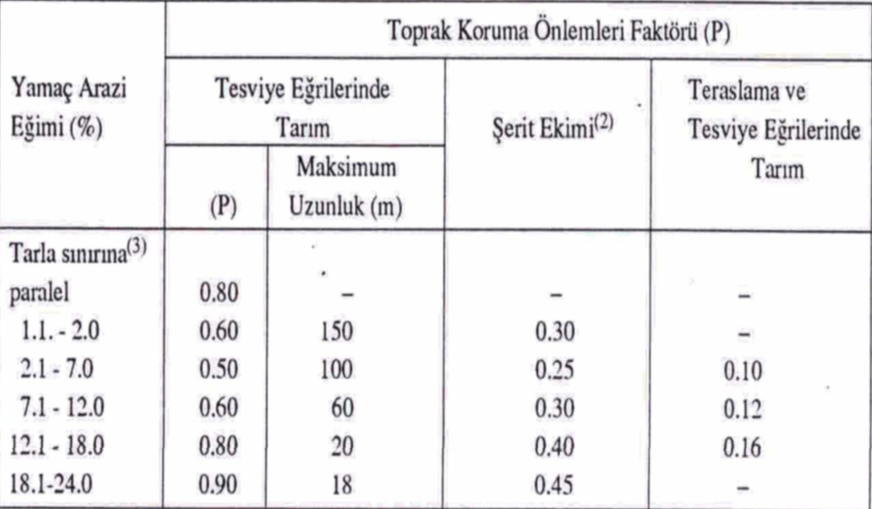 Toprak Koruma Önlemleri Faktörü (P)
Yamaç Arazi
Eğimi (%)
Tesviye Eğrilerinde
Tarım
Şerit Ekimi(2)
Teraslama ve
Tesviye Eğrilerinde
Tarım
(P)
Maksimum
Uzunluk (m)
Tarla sınırına(3)
paralel 0.80 – – –
1.1. - 2.0 0.60 150 0.30 –
2.1 - 7.0 0.50 100 0.25 0.10
7.1 - 12.0 0.60 60 0.30 0.12
12.1 - 18.0 0.80 20 0.40 0.16
18.1-24.0 0.90 18 0.45 –